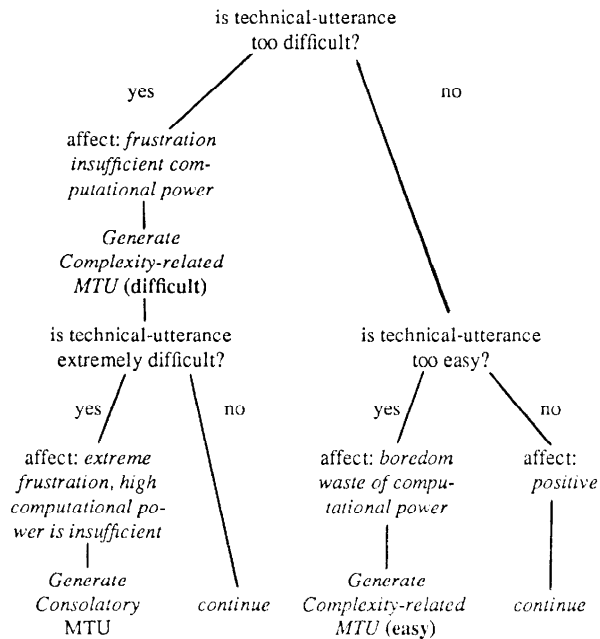 is technical-utterance
too difficult?
yes
no
affect: frustration
insufficient com-
putational power
Generate
Complexity-related
MTU (difficult)
is technical-utterance
extremely difficult?
is technical-utterance
too easy?
yes
no
yes
no
affect: extreme
frustration, high
computational po-
wer is insufficient
affect: boredom
waste of compu-
tational power
affect:
positive
Generate
Consolatory
MTU
continue
Generate
Complexity-related
MTU (easy)
continue